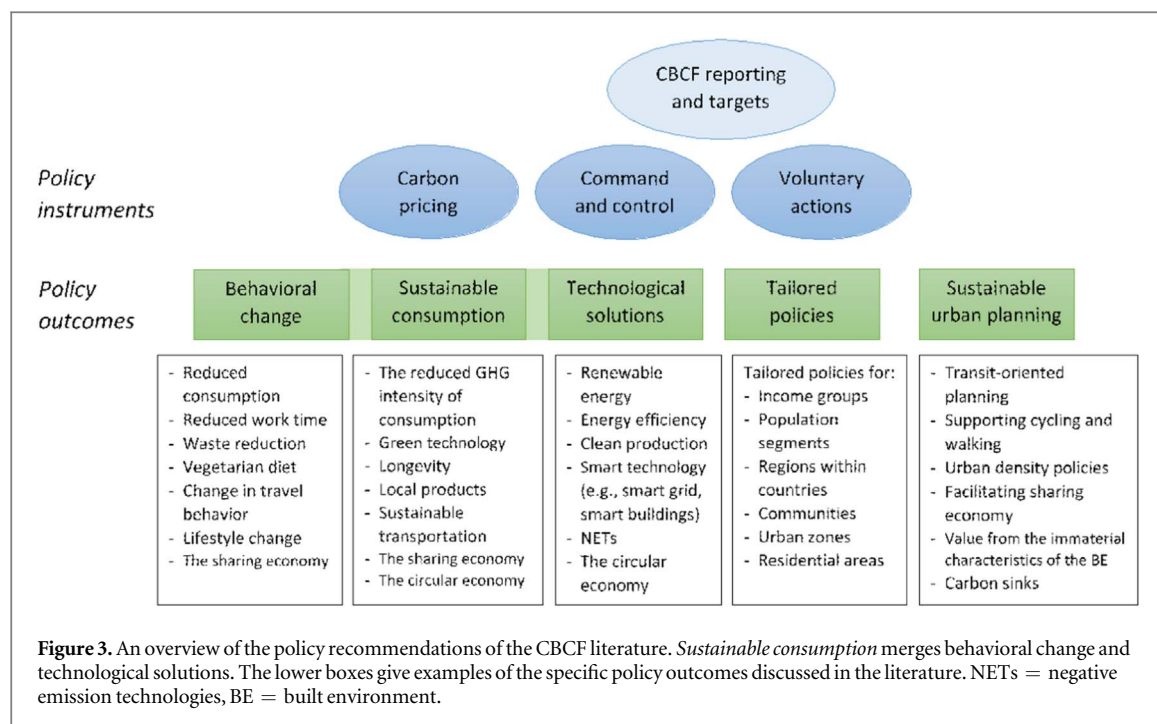 CBCF reporting
and targets
Policy
instruments
Carbon
pricing
Command
and control
Voluntary
actions
Policy
outcomes
Behavioral
change
Sustainable
consumption
Technological
solutions
Tailored
policies
Sustainable
urban planning
- Reduced
consumption
- Reduced work time
- Waste reduction
- Vegetarian diet
- Change in travel
behavior
- Lifestyle change
- The sharing economy
- The reduced GHG
intensity of
consumption
- Green technology
- Longevity
- Local products
- Sustainable
transportation
- The sharing economy
- The circular economy
- Renewable
energy
- Energy efficiency
- Clean production
- Smart technology
(e.g., smart grid,
smart buildings)
- NETs
- The circular
economy
Tailored policies for:
- Income groups
- Population
segments
- Regions within
countries
- Communities
- Urban zones
- Residential areas
- Transit-oriented
planning
- Supporting cycling and
walking
- Urban density policies
- Facilitating sharing
economy
- Value from the immaterial
characteristics of the BE
- Carbon sinks
Figure 3. An overview of the policy recommendations of the CBCF literature. Sustainable consumption merges behavioral change and
technological solutions. The lower boxes give examples of the specific policy outcomes discussed in the literature. NETs = negative
emission technologies, BE = built environment.